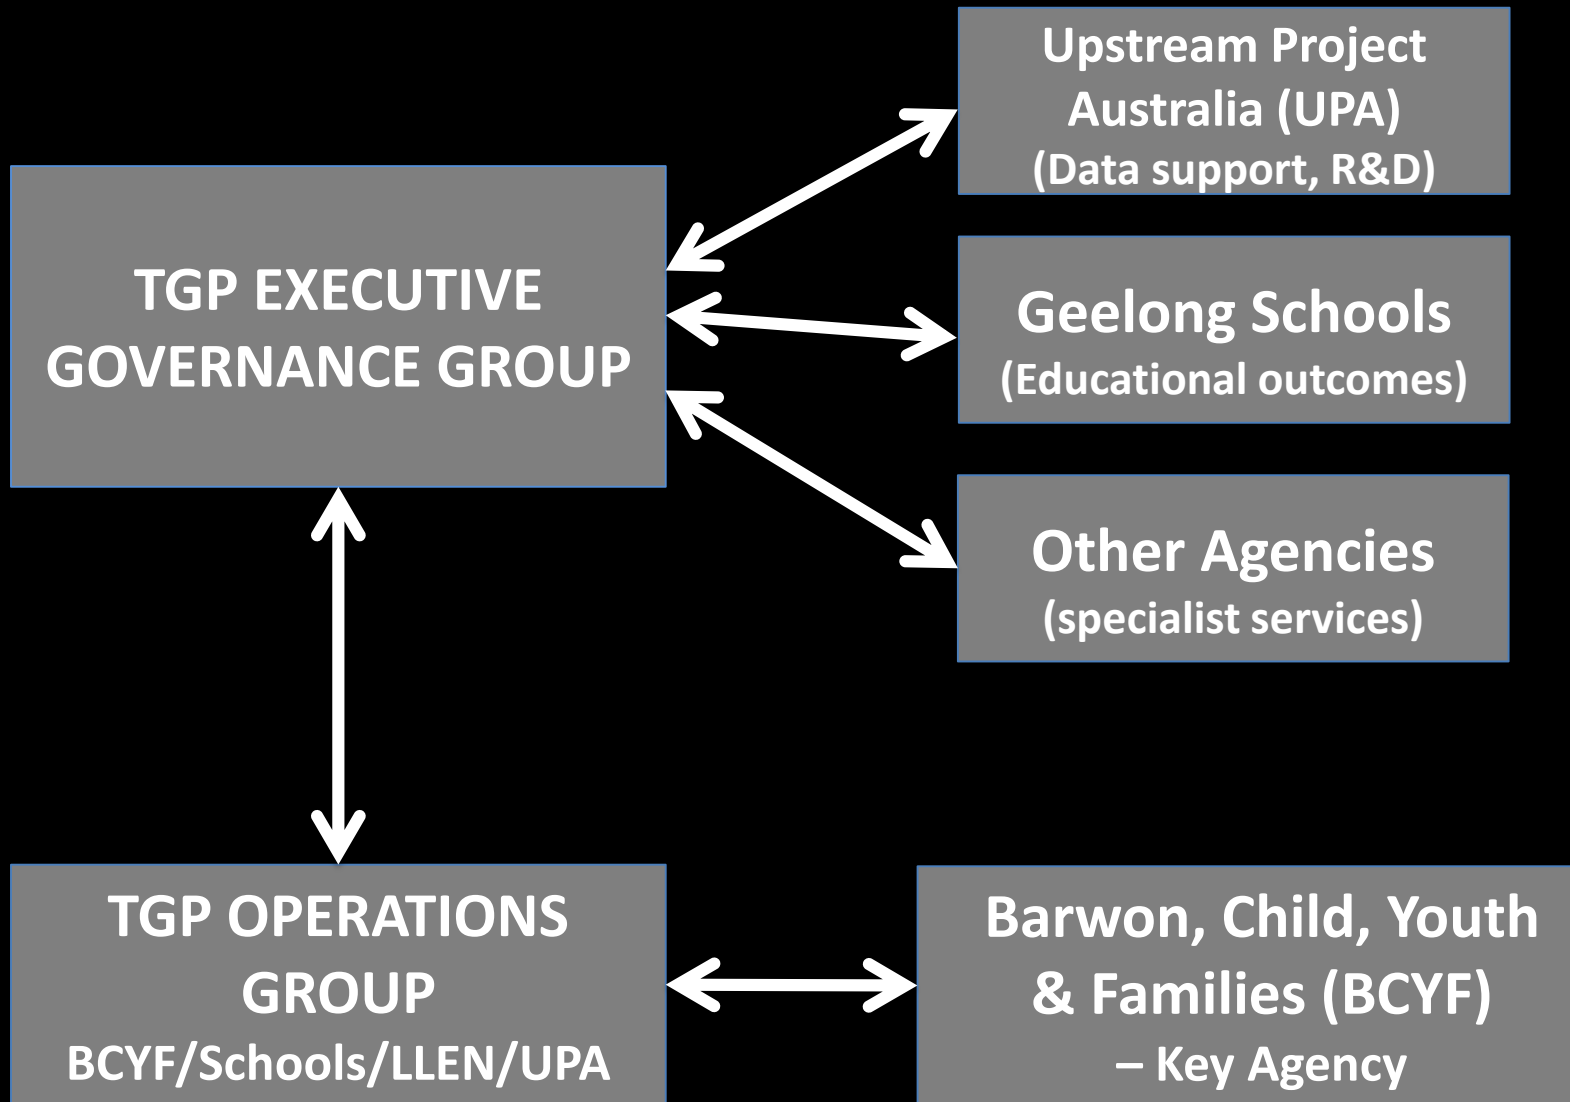 Upstream Project
Australia (UPA)
(Data support, R&D)
TGP EXECUTIVE
GOVERNANCE GROUP
Geelong Schools
(Educational outcomes)
Other Agencies
(specialist services)
TGP OPERATIONS
GROUP
BCYF/Schools/LLEN/UPA
Barwon, Child, Youth
& Families (BCYF)
– Key Agency